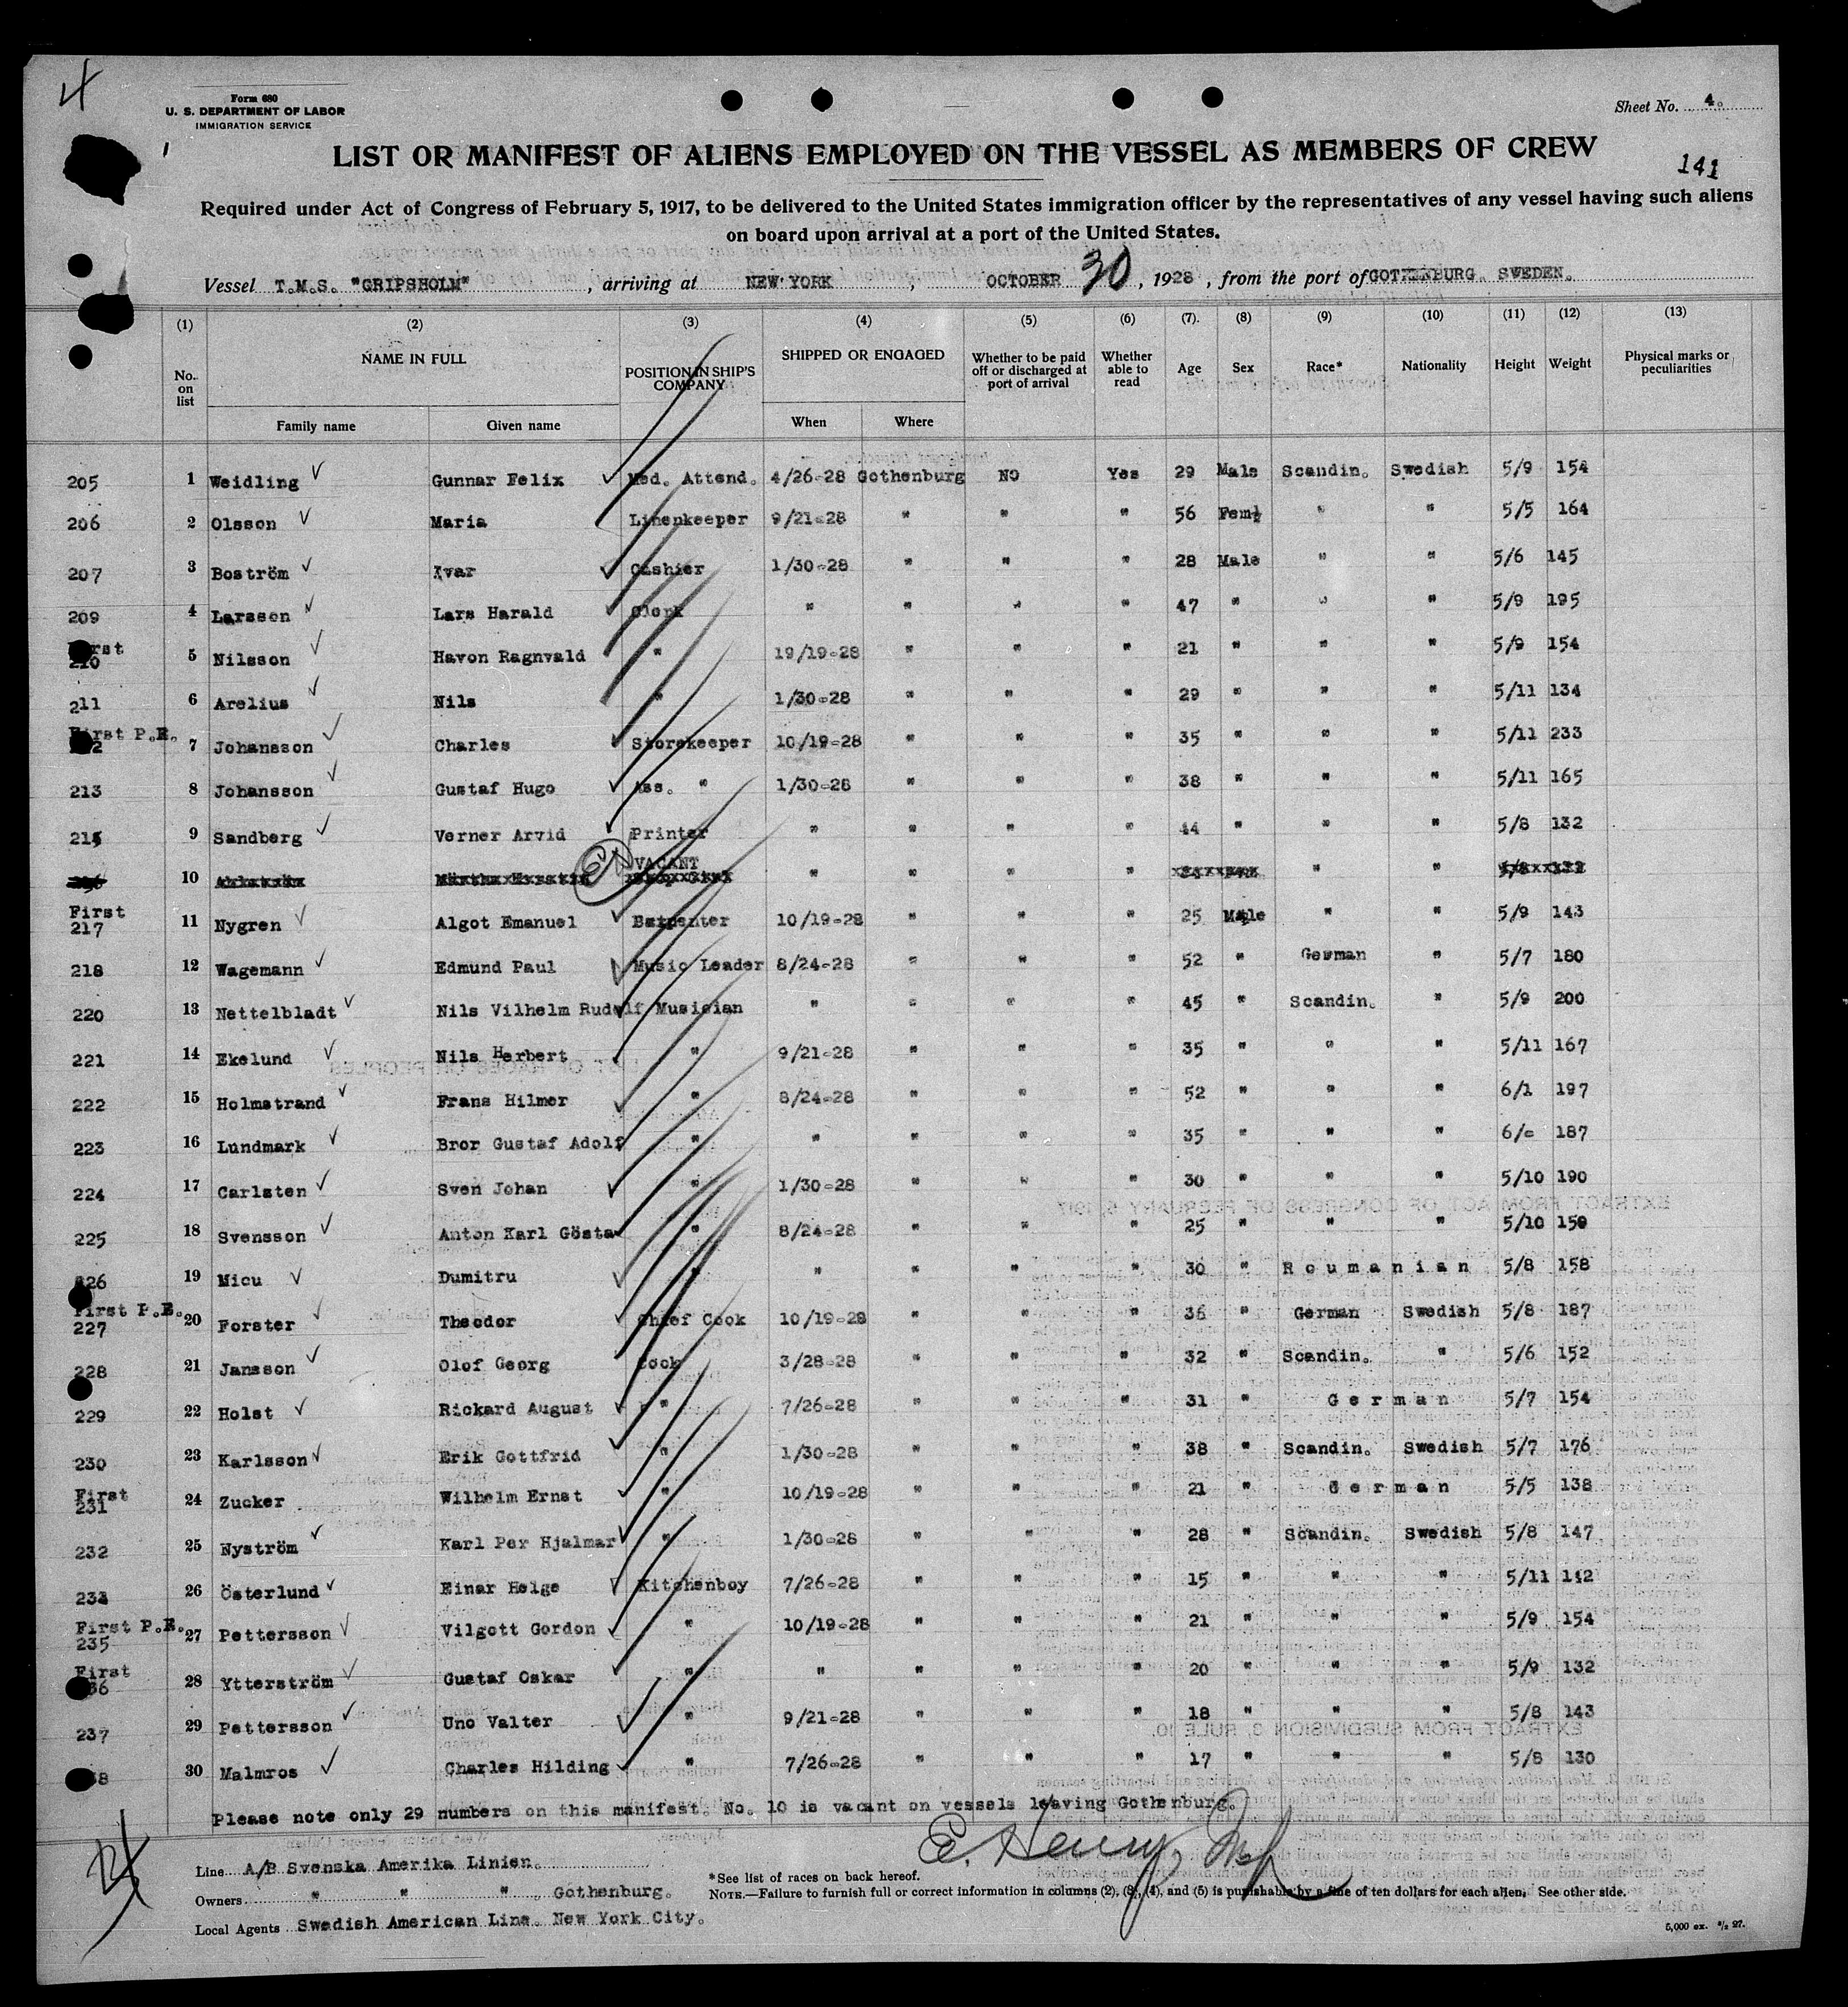 4
Form 680
U. S. DEPARTMENT OF LABOR
IMMIGRATION SERVICE
Sheet No. 4.
LIST OR MANIFEST OF ALIENS EMPLOYED ON THE VESSEL AS MEMBERS OF CREW
141
Required under Act of Congress of February 5, 1917, to be delivered to the United States immigration officer by the representatives of any vessel having such aliens
on board upon arrival at a port of the United States.
Vessel T.M.S. "GRIPSHOLM", arriving at NEW YORK, OCTOBER 30, 1928, from the port of GOTHENBURG. SWEDEN.
(1) (2) (3) (4) (5) (6) (7). (8) (9) (10) (11) (12) (13)
No. on list NAME IN FULL Family name Given name POSITION IN SHIP'S COMPANY SHIPPED OR ENGAGED When Where Whether to be paid off or discharged at port of arrival Whether able to read Age Sex Race* Nationality Height Weight Physical marks or peculiarities
205 1 Weidling Gunnar Felix Med. Attend. 4/26-28 Gothenburg NO Yes 29 Male Scandin. Swedish 5/9 154
206 2 Olsson Maria Linenkeeper 9/21-28 " " " 56 Fem. " " 5/5 164
207 3 Boström Ivar Cashier 1/30-28 " " " 28 Male " " 5/6 145
209 4 Larsson Lars Harald Clerk " " " " 47 " " " 5/9 195
First 210 5 Nilsson Havon Ragnvald " 19/19-28 " " " 21 " " " 5/9 154
211 6 Arelius Nils " 1/30-28 " " " 29 " " " 5/11 134
First P.E. 7 Johansson Charles Storekeeper 10/19-28 " " " 35 " " " 5/11 233
213 8 Johansson Gustaf Hugo Ass. " 1/30-28 " " " 38 " " " 5/11 165
215 9 Sandberg Verner Arvid Printer " " " " 44 " " " 5/8 132
10 VACANT " " " " " "
First 217 11 Nygren Algot Emanuel Barpenter 10/19-28 " " " 25 Male " " 5/9 143
218 12 Wagemann Edmund Paul Music Leader 8/24-28 " " " 52 " German " 5/7 180
220 13 Nettelbladt Nils Vilhelm Rudolf Musician " " " " 45 " Scandin. " 5/9 200
221 14 Ekelund Nils Herbert " 9/21-28 " " " 35 " " " 5/11 167
222 15 Holmstrand Frans Hilmer " 8/24-28 " " " 52 " " " 6/1 197
223 16 Lundmark Bror Gustaf Adolf " " " " " 35 " " " 6/- 187
224 17 Carlsten Sven Johan " 1/30-28 " " " 30 " " " 5/10 190
225 18 Svensson Anton Karl Gösta " 8/24-28 " " " 25 " " " 5/10 159
226 19 Micu Dumitru " " " " " 30 " Roumanian 5/8 158
First P.E. 227 20 Forster Theodor Chief Cook 10/19-28 " " " 36 " German Swedish 5/8 187
228 21 Jansson Olof Georg Cook 3/28-28 " " " 32 " Scandin. " 5/6 152
229 22 Holst Rickard August " 7/26-28 " " " 31 " German 5/7 154
230 23 Karlsson Erik Gottfrid " 1/30-28 " " " 38 " Scandin. Swedish 5/7 176
First 231 24 Zucker Wilhelm Ernst " 10/19-28 " " " 21 " German 5/5 138
232 25 Nyström Karl Per Hjalmar " 1/30-28 " " " 28 " Scandin. Swedish 5/8 147
233 26 Österlund Einar Helge Kitchenboy 7/26-28 " " " 15 " " " 5/11 142
First P.E. 235 27 Pettersson Vilgott Gordon " 10/19-28 " " " 21 " " " 5/9 154
First 28 Ytterström Gustaf Oskar " " " " " 20 " " " 5/9 132
237 29 Pettersson Uno Valter " 9/21-28 " " " 18 " " " 5/8 143
30 Malmros Charles Hilding " 7/26-28 " " " 17 " " " 5/8 130
Please note only 29 numbers on this manifest. No. 10 is vacant on vessels leaving Gothenburg.
E. Henry
Line A/B Svenska Amerika Linien.
Owners " " " Gothenburg.
Local Agents Swedish American Line. New York City.
*See list of races on back hereof.
NOTE.—Failure to furnish full or correct information in columns (2), (3), (4), and (5) is punishable by a fine of ten dollars for each alien. See other side.
5,000 ex. 9/2 27.